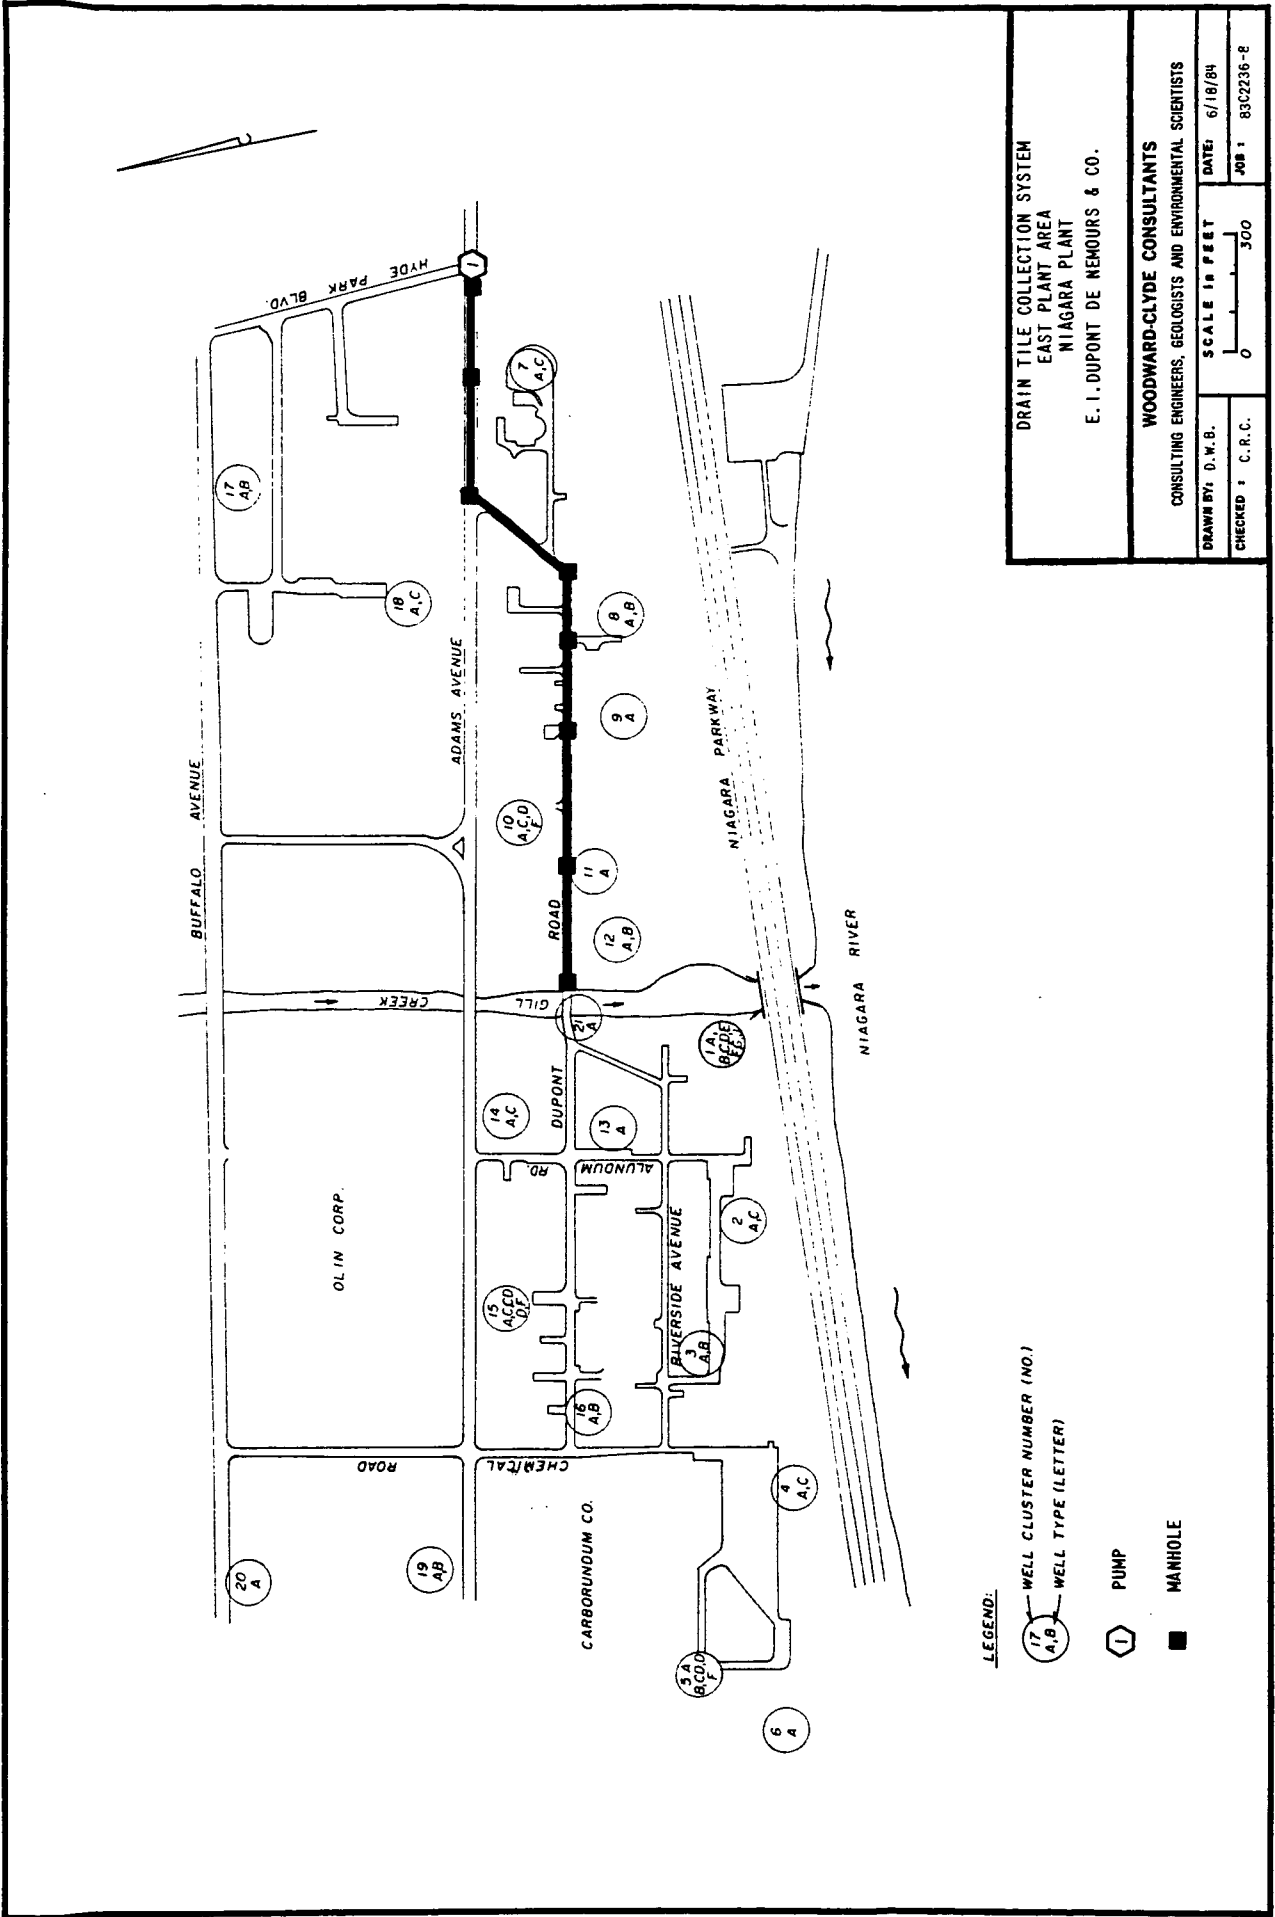 BUFFALO AVENUE
HYDE PARK BLVD.
ADAMS AVENUE
1
17
A,B
18
A,C
7
A,C
8
A,B
9
A
10
A,C,D
F
11
A
12
A,B
DUPONT ROAD
GILL CREEK
21
A
NIAGARA PARKWAY
NIAGARA RIVER
14
A,C
13
A
ALUNDUM RD.
OLIN CORP.
RIVERSIDE AVENUE
2
A,C
3
A,B
15
A,C,CD
D,F
16
A,B
CHEMICAL ROAD
4
A,C
CARBORUNDUM CO.
19
A,B
20
A
5 A
B,CD,D
F
6
A
LEGEND:
17
A,B
WELL CLUSTER NUMBER (NO.)
WELL TYPE (LETTER)
1
PUMP
MANHOLE
DRAIN TILE COLLECTION SYSTEM
EAST PLANT AREA
NIAGARA PLANT
E. I. DUPONT DE NEMOURS & CO.
WOODWARD-CLYDE CONSULTANTS
CONSULTING ENGINEERS, GEOLOGISTS AND ENVIRONMENTAL SCIENTISTS
DRAWN BY: D.W.B.
SCALE IN FEET
0 300
DATE: 6/18/84
CHECKED : C.R.C.
JOB : 83C2236-8